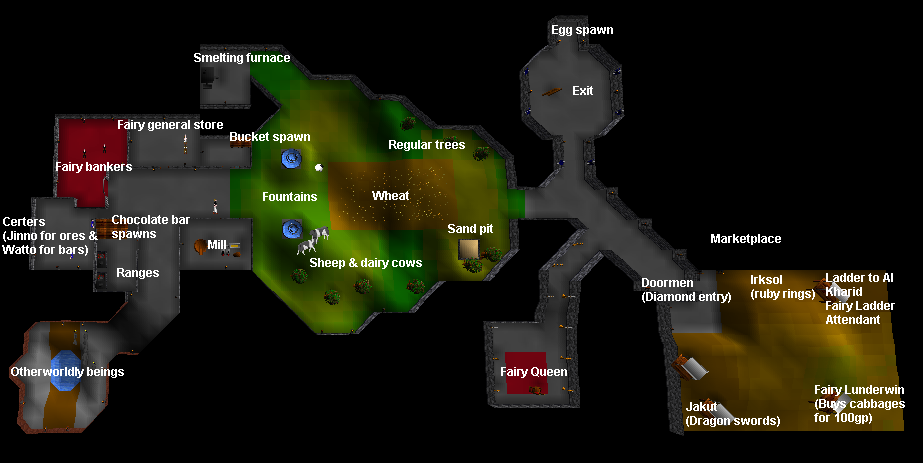 Egg spawn
Smelting furnace
Exit
Fairy general store
Bucket spawn
Regular trees
Fairy bankers
Fountains
Wheat
Certers
(Jinno for ores &
Watto for bars)
Chocolate bar
spawns
Mill
Sand pit
Marketplace
Ranges
Sheep & dairy cows
Doormen
(Diamond entry)
Irksol
(ruby rings)
Ladder to Al
Kharid
Fairy Ladder
Attendant
Otherworldly beings
Fairy Queen
Jakut
(Dragon swords)
Fairy Lunderwin
(Buys cabbages
for 100gp)